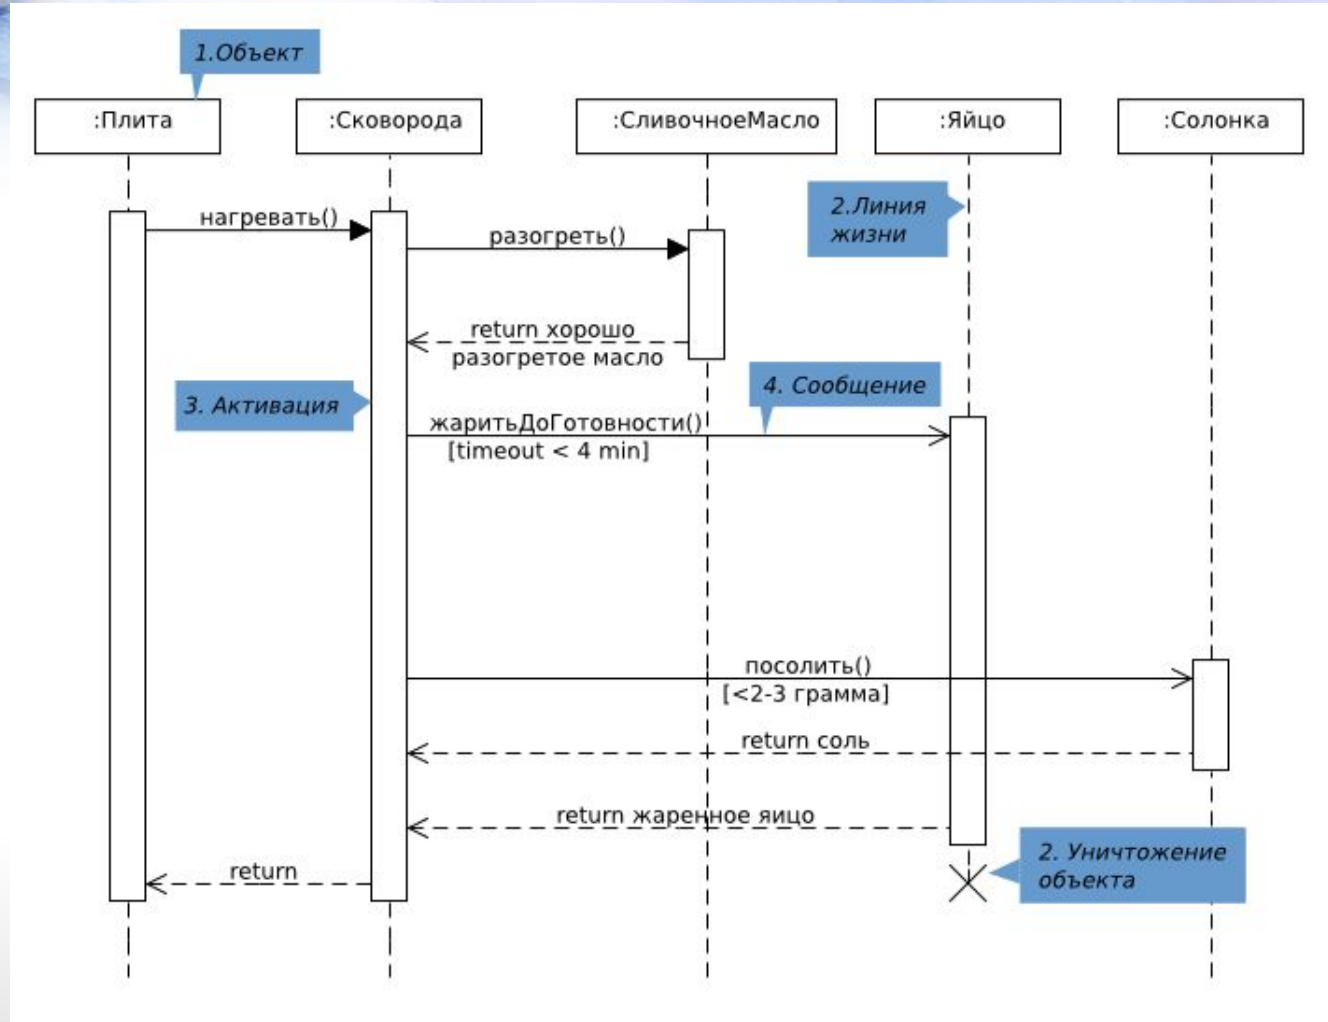 1.Объект
:Плита
:Сковорода
:СливочноеМасло
:Яйцо
:Солонка
2.Линия
жизни
нагревать()
разогреть()
return хорошо
разогретое масло
3. Активация
4. Сообщение
жаритьДоГотовности()
[timeout < 4 min]
посолить()
[<2-3 грамма]
return соль
return жаренное яицо
2. Уничтожение
объекта
return